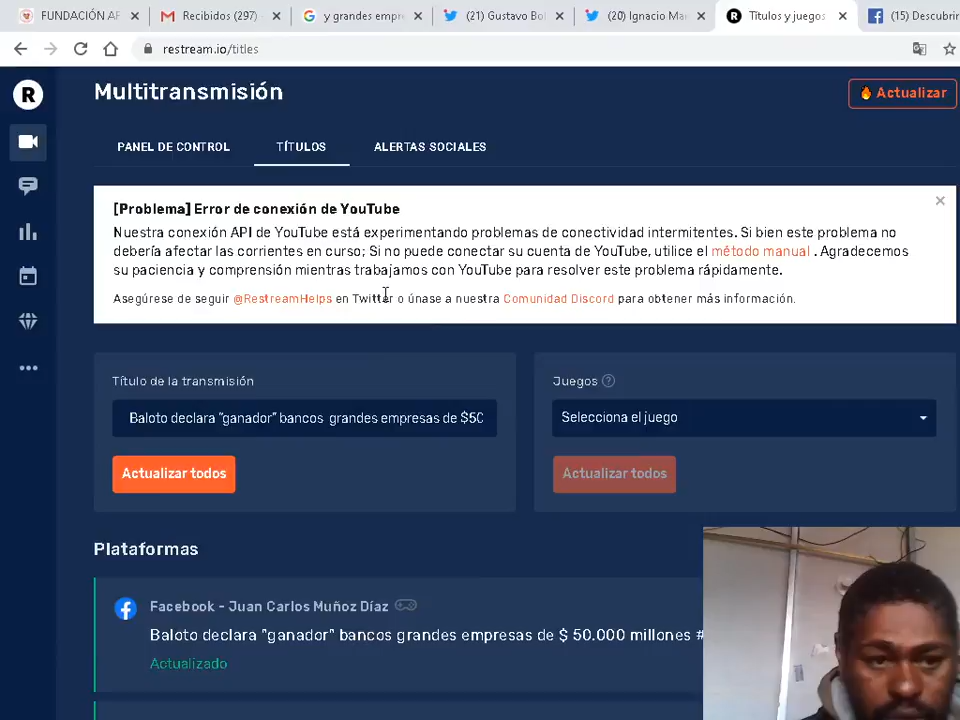 FUNDACIÓN AF
Recibidos (297)
y grandes empr
(21) Gustavo Bo
(20) Ignacio Ma
Títulos y juegos
(15) Descubrir
restream.io/titles
R
Multitransmisión
Actualizar
PANEL DE CONTROL
TÍTULOS
ALERTAS SOCIALES
[Problema] Error de conexión de YouTube
Nuestra conexión API de YouTube está experimentando problemas de conectividad intermitentes. Si bien este problema no
debería afectar las corrientes en curso; Si no puede conectar su cuenta de YouTube, utilice el método manual . Agradecemos
su paciencia y comprensión mientras trabajamos con YouTube para resolver este problema rápidamente.
Asegúrese de seguir @RestreamHelps en Twitter o únase a nuestra Comunidad Discord para obtener más información.
Título de la transmisión
Juegos ?
Baloto declara "ganador" bancos grandes empresas de $50
Selecciona el juego
Actualizar todos
Actualizar todos
Plataformas
Facebook - Juan Carlos Muñoz Díaz
Baloto declara "ganador" bancos grandes empresas de $ 50.000 millones #
Actualizado